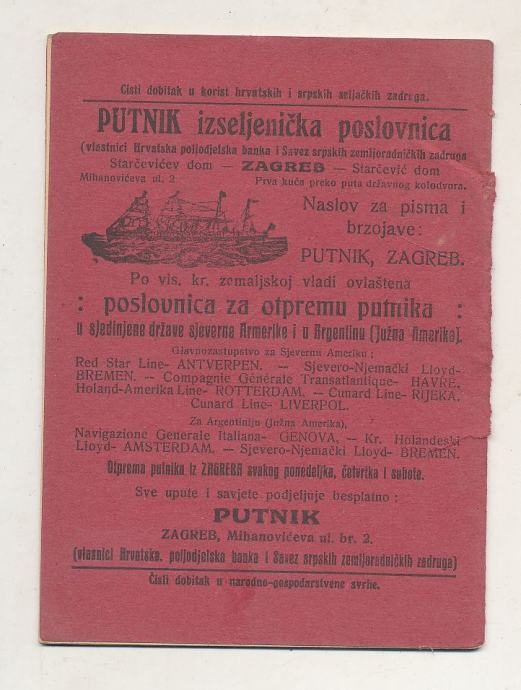 Čisti dobitak u korist hrvatskih i srpskih seljačkih zadruga.
PUTNIK izseljenička poslovnica
(vlastnici Hrvatska poljodjelska banka i Savez srpskih zemljoradničkih zadruga
Starčevićev dom — ZAGREB — Starčević dom
Mihanovićeva ul. 2 Prva kuća preko puta državnog kolodvora.
Naslov za pisma i
brzojave:
PUTNIK, ZAGREB.
Po vis. kr. zemaljskoj vladi ovlaštena
: poslovnica za otpremu putnika :
u sjedinjene države sjeverne Armerike i u Argentinu (Južna Amerika).
Glavnozastupstvo za Sjevernu Ameriku :
Red Star Line- ANTVERPEN. — Sjevero-Njemački Lloyd-
BREMEN. — Compagnie Générale Transatlantique- HAVRE.
Holand-Amerika Line- ROTTERDAM. — Cunard Line- RIJEKA.
Cunard Line- LIVERPOL.
Za Argentiniju (Južna Amerika).
Navigazione Generale Italiana- GENOVA, — Kr. Holandeski
Lloyd- AMSTERDAM. — Sjevero-Njemački Lloyd- BREMEN.
Otprema putnika iz ZAGREBA svakog ponedeljka, četvrtka i subote.
Sve upute i savjete podjeljuje besplatno :
PUTNIK
ZAGREB, Mihanovićeva ul. br. 2.
(vlasnici Hrvatska. poljodjelska banka i Savez srpskih zemljoradničkih zadruga)
Čisti dobitak u narodno-gospodarstvene svrhe.